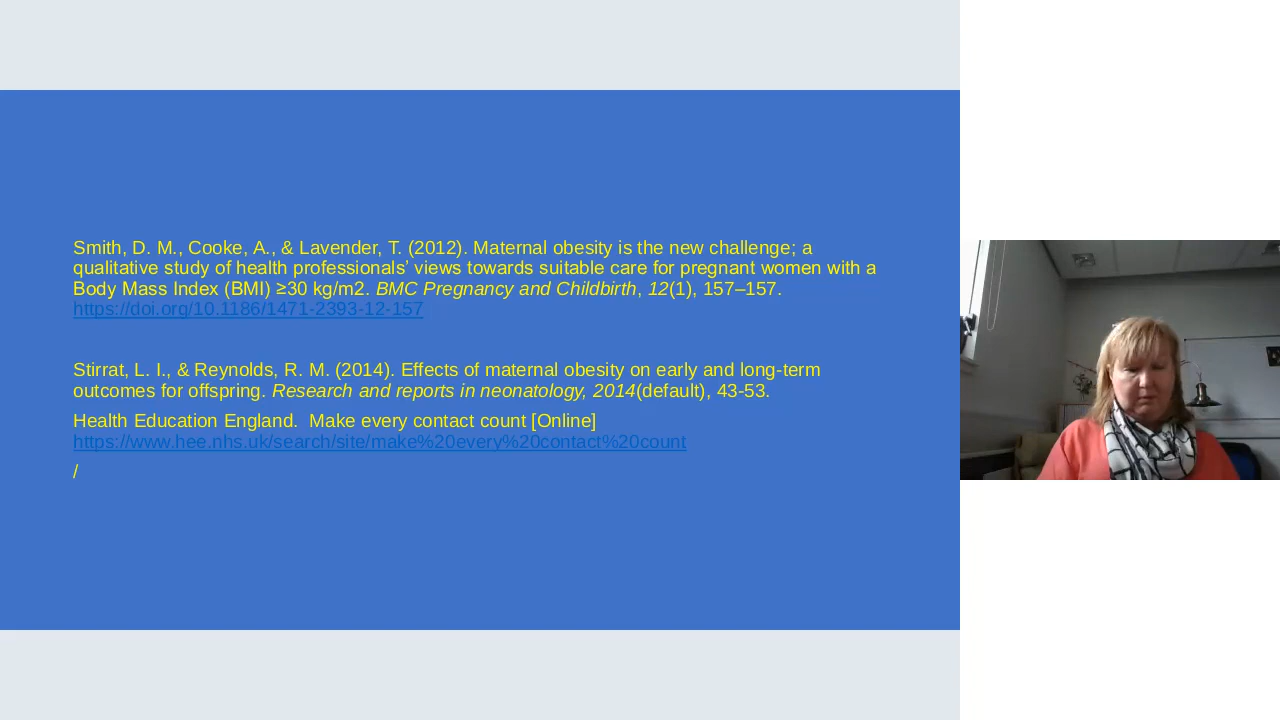 Smith, D. M., Cooke, A., & Lavender, T. (2012). Maternal obesity is the new challenge; a
qualitative study of health professionals’ views towards suitable care for pregnant women with a
Body Mass Index (BMI) ≥30 kg/m2. BMC Pregnancy and Childbirth, 12(1), 157–157.
https://doi.org/10.1186/1471-2393-12-157
Stirrat, L. I., & Reynolds, R. M. (2014). Effects of maternal obesity on early and long-term
outcomes for offspring. Research and reports in neonatology, 2014(default), 43-53.
Health Education England.  Make every contact count [Online]
https://www.hee.nhs.uk/search/site/make%20every%20contact%20count
/